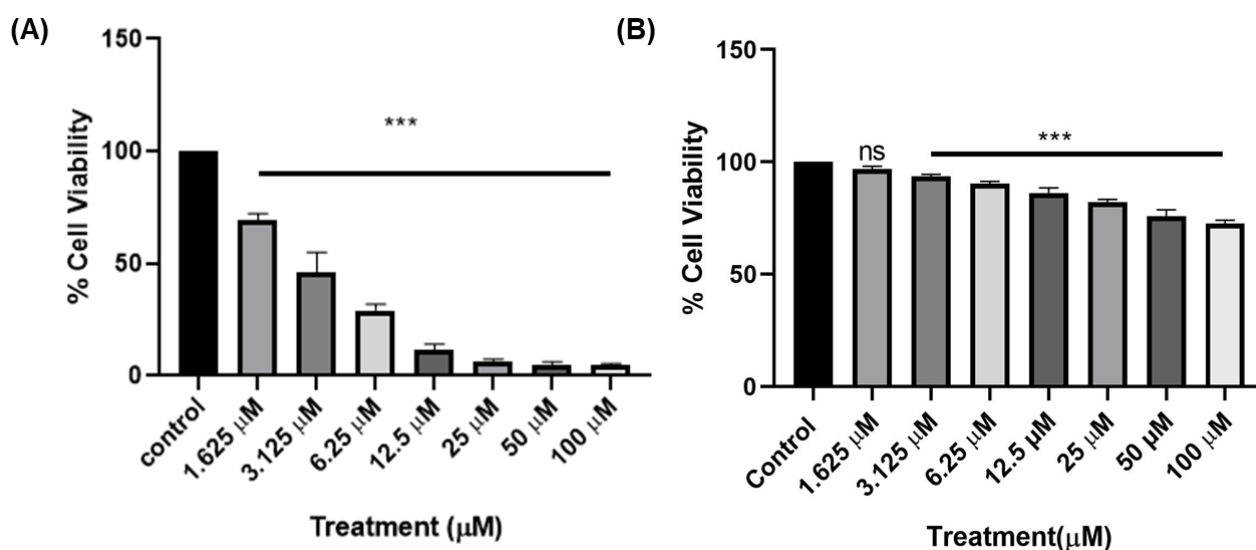 (A)
% Cell Viability
150
100
50
0
***
control
1.625 μM
3.125 μM
6.25 μM
12.5 μM
25 μM
50 μM
100 μM
Treatment (μM)
(B)
% Cell Viability
150
100
50
0
ns
***
Control
1.625 μM
3.125 μM
6.25 μM
12.5 μM
25 μM
50 μM
100 μM
Treatment(μM)